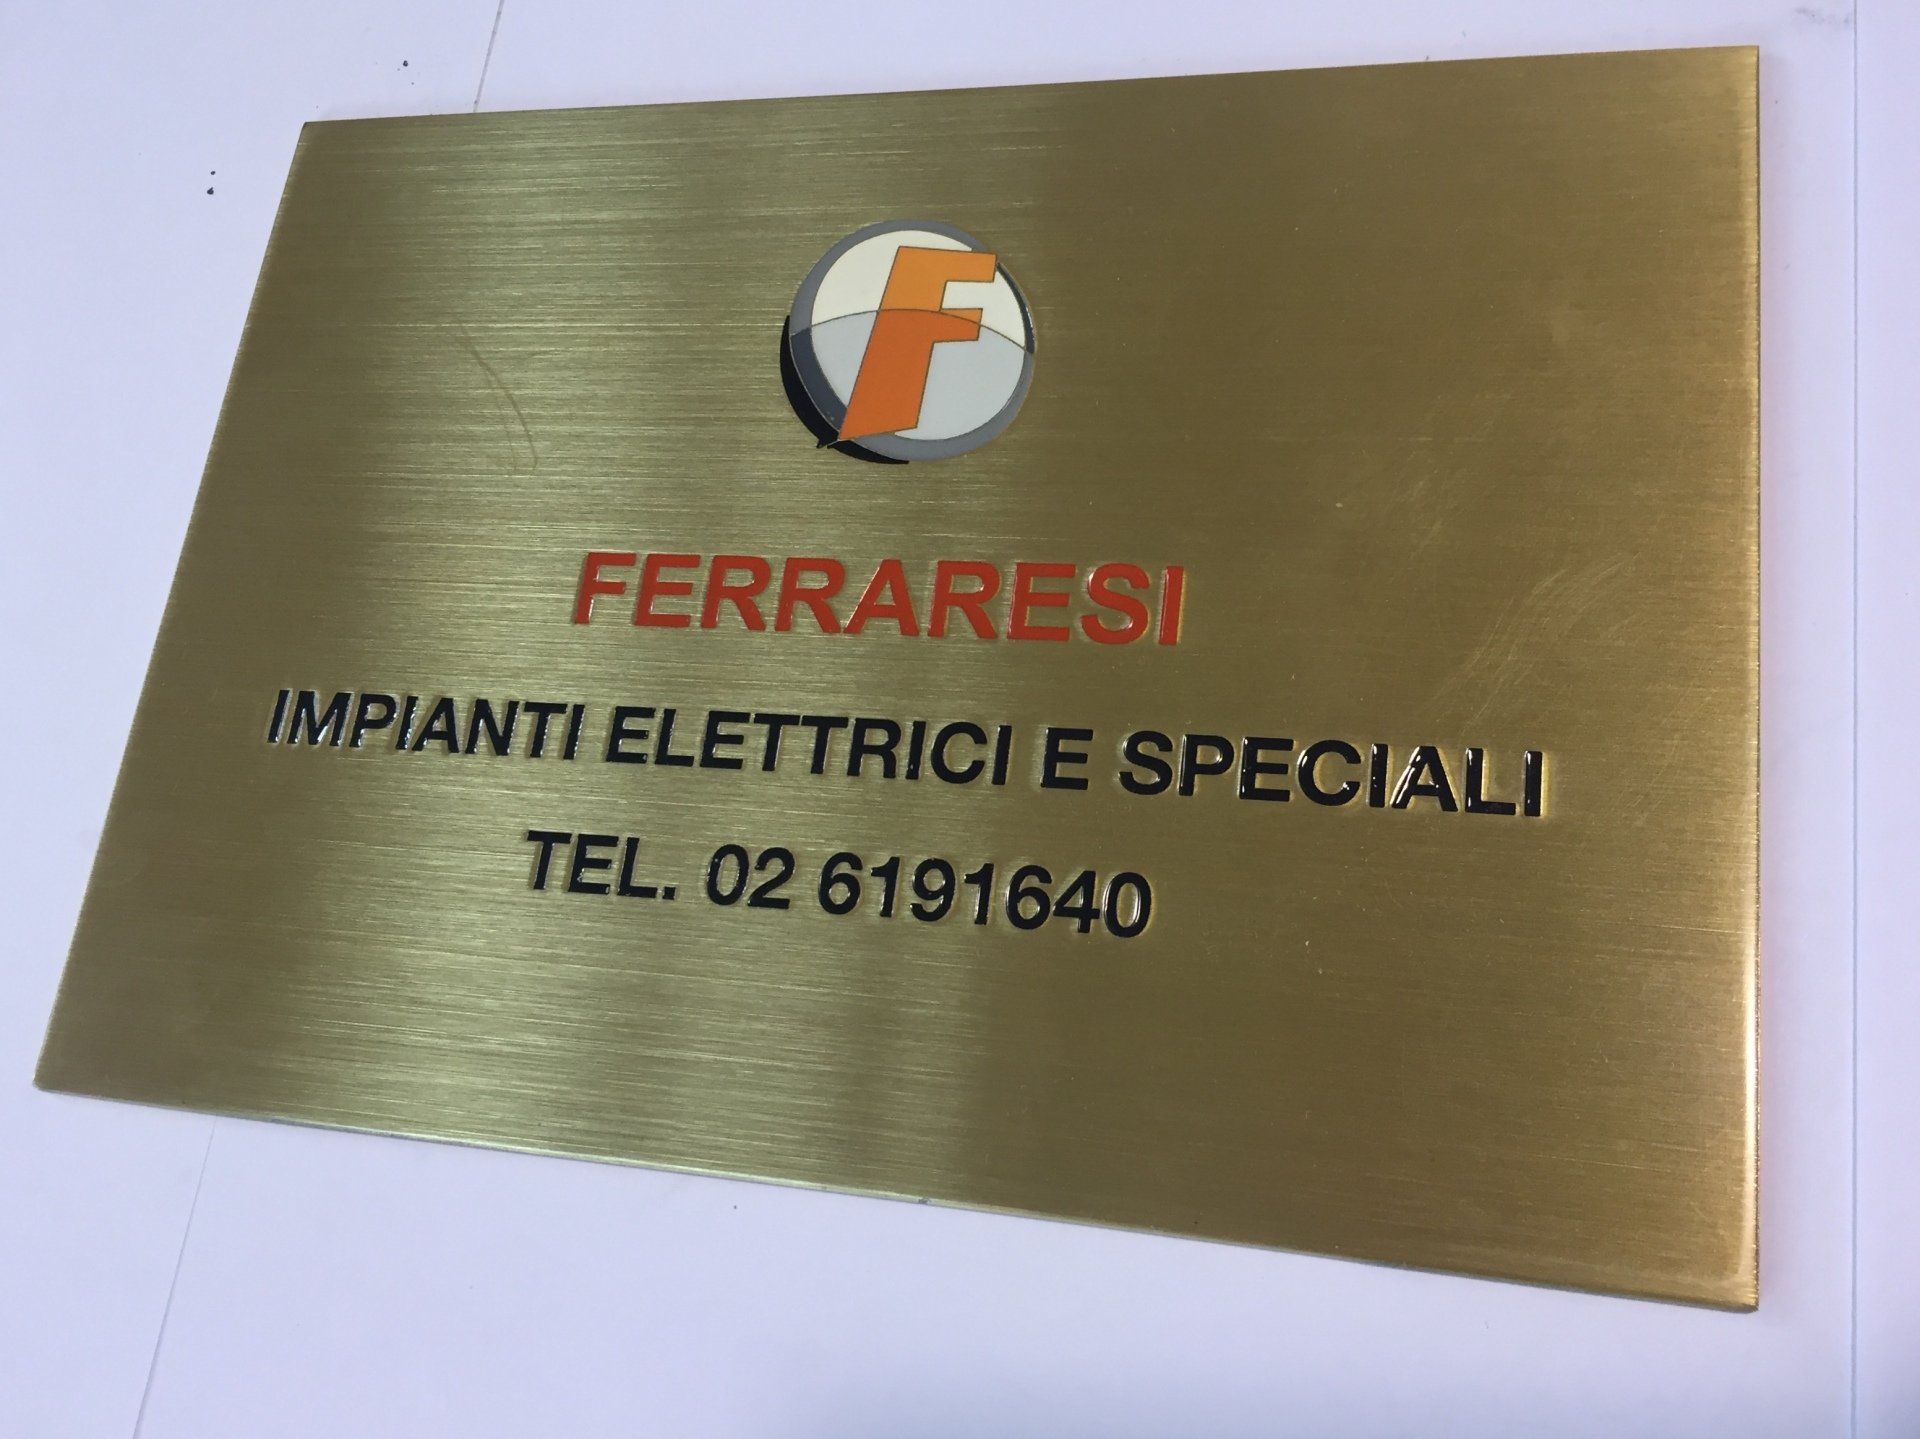 F
FERRARESI
IMPIANTI ELETTRICI E SPECIALI
TEL. 02 6191640